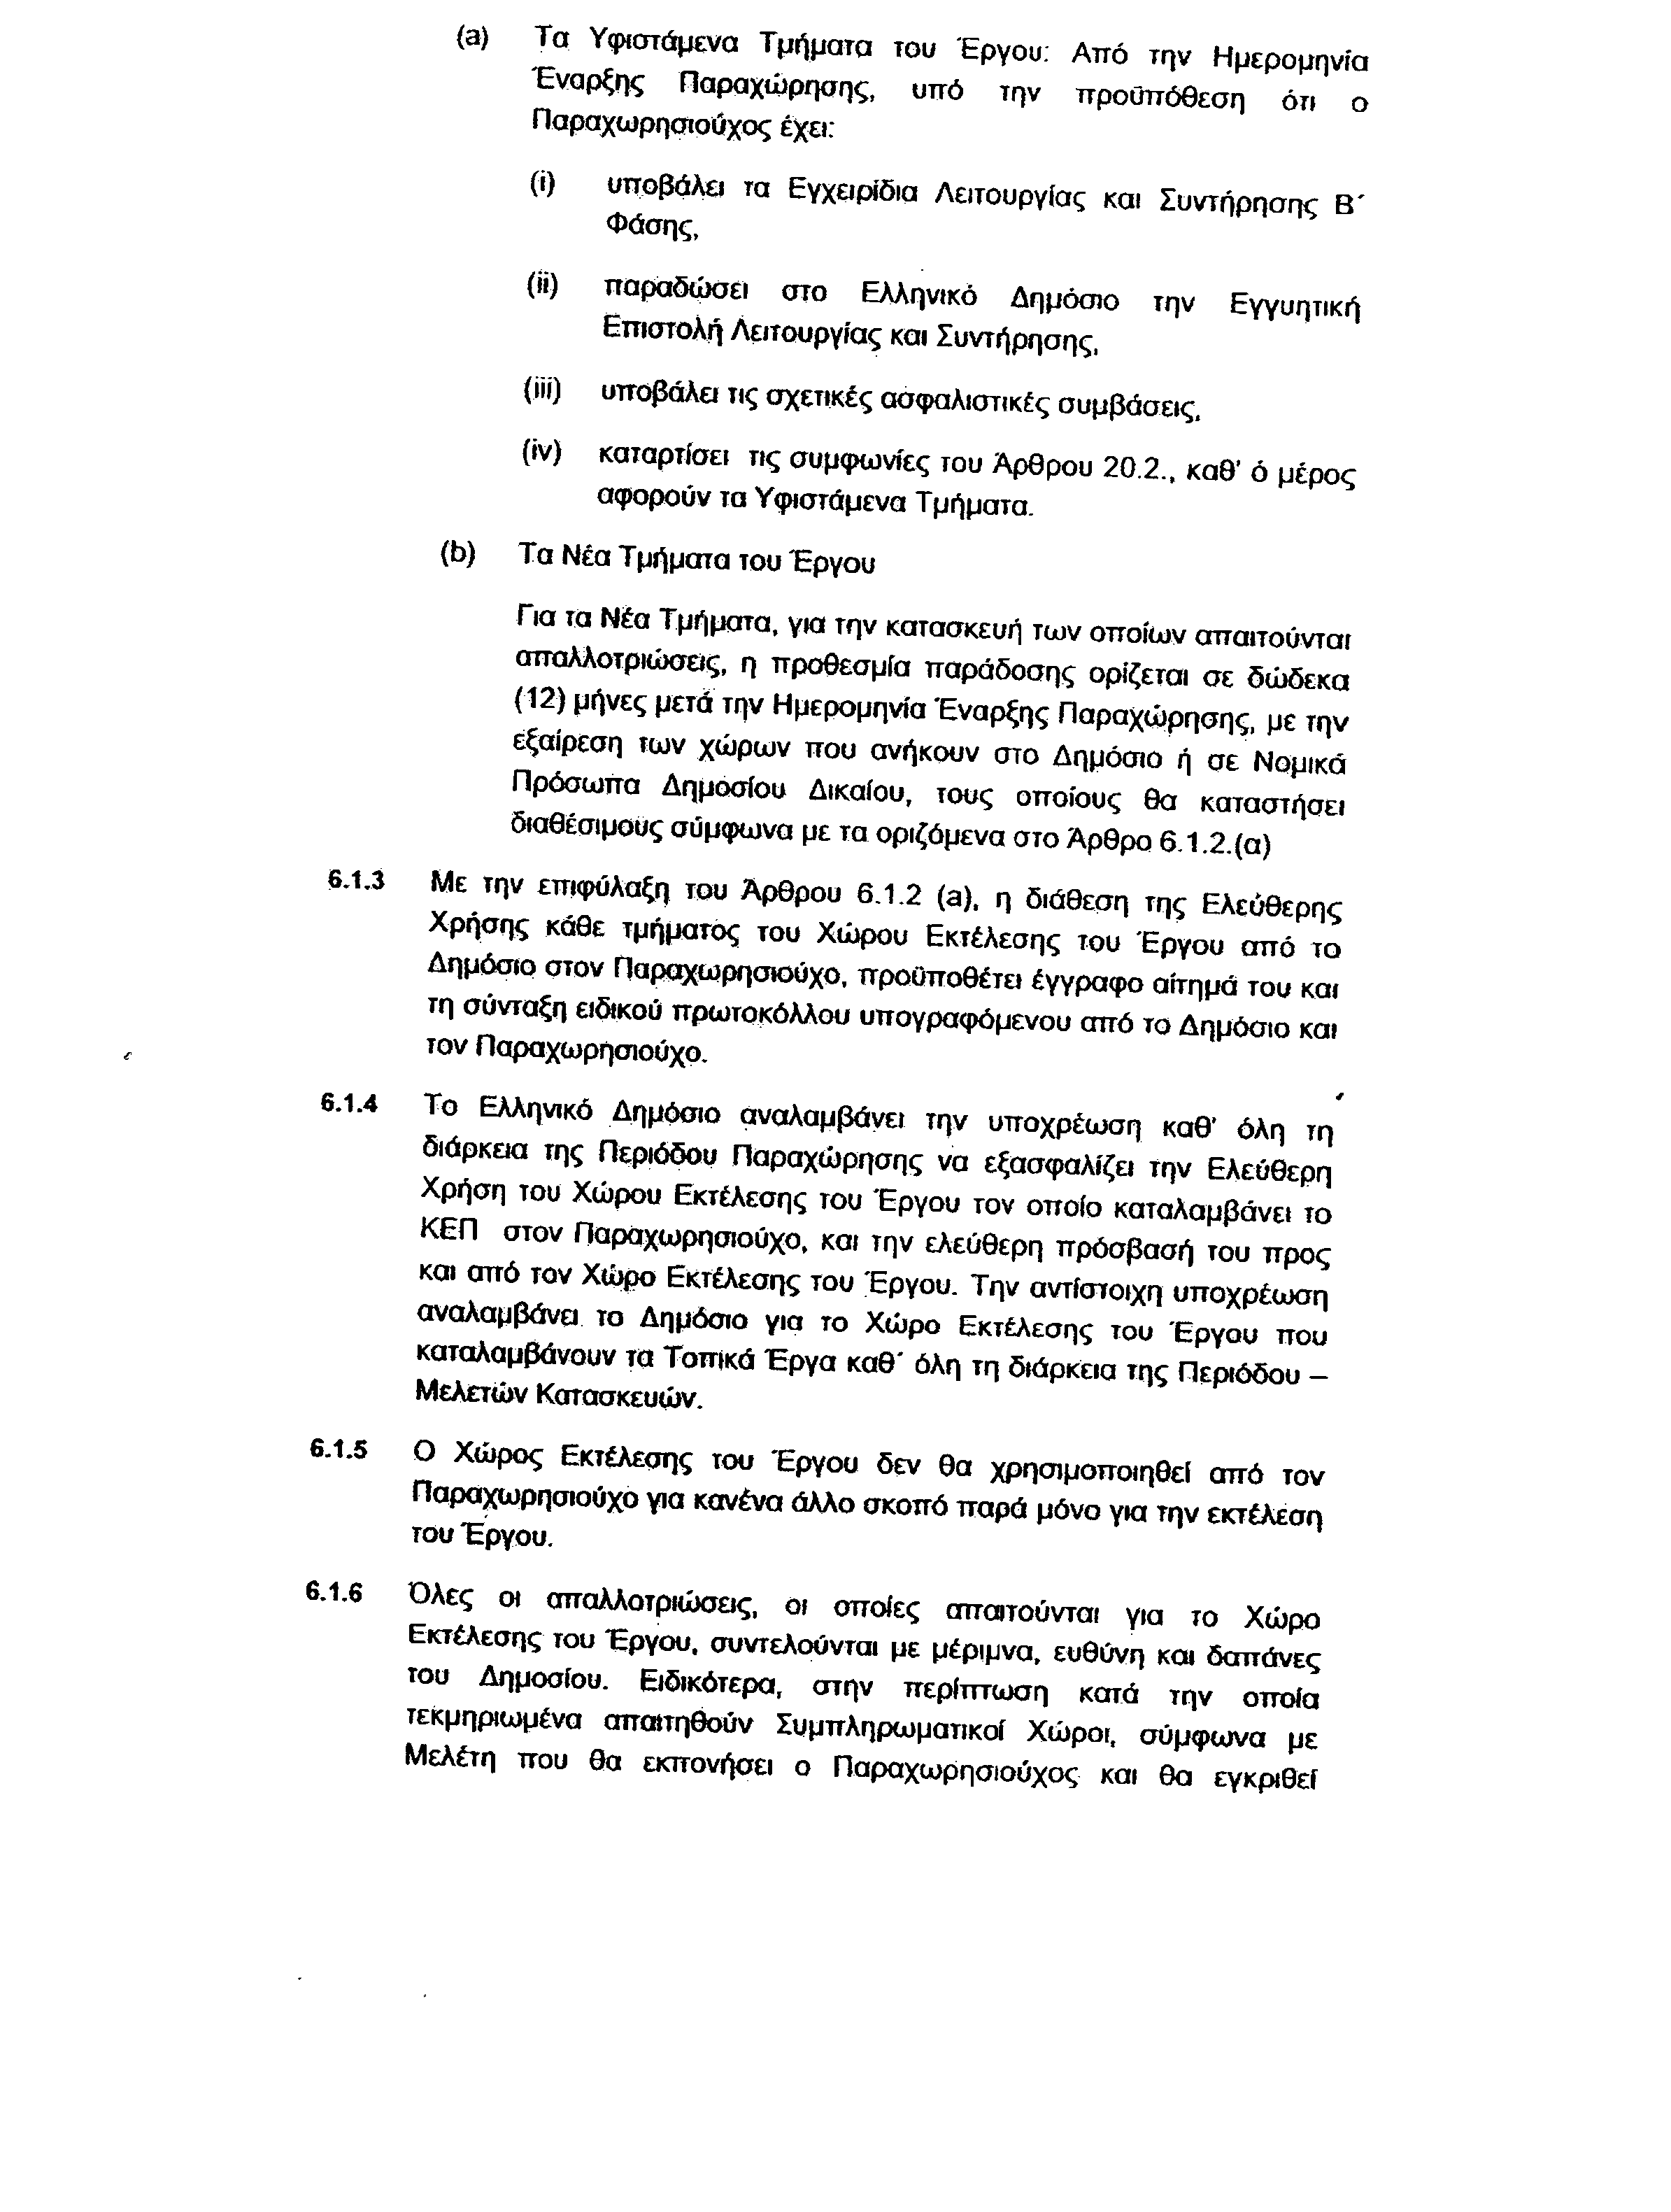 (a) Τα Υφιστάμενα Τμήματα του Έργου: Από την Ημερομηνία
Έναρξης Παραχώρησης, υπό την προϋπόθεση ότι ο
Παραχωρησιούχος έχει:
(i) υποβάλει τα Εγχειρίδια Λειτουργίας και Συντήρησης Β΄
Φάσης,
(ii) παραδώσει στο Ελληνικό Δημόσιο την Εγγυητική
Επιστολή Λειτουργίας και Συντήρησης,
(iii) υποβάλει τις σχετικές ασφαλιστικές συμβάσεις,
(iv) καταρτίσει τις συμφωνίες του Άρθρου 20.2., καθ' ό μέρος
αφορούν τα Υφιστάμενα Τμήματα.
(b) Τα Νέα Τμήματα του Έργου
Για τα Νέα Τμήματα, για την κατασκευή των οποίων απαιτούνται
απαλλοτριώσεις, η προθεσμία παράδοσης ορίζεται σε δώδεκα
(12) μήνες μετά την Ημερομηνία Έναρξης Παραχώρησης, με την
εξαίρεση των χώρων που ανήκουν στο Δημόσιο ή σε Νομικά
Πρόσωπα Δημοσίου Δικαίου, τους οποίους θα καταστήσει
διαθέσιμους σύμφωνα με τα οριζόμενα στο Άρθρο 6.1.2.(α)
6.1.3 Με την επιφύλαξη του Άρθρου 6.1.2 (a), η διάθεση της Ελεύθερης
Χρήσης κάθε τμήματος του Χώρου Εκτέλεσης του Έργου από το
Δημόσιο στον Παραχωρησιούχο, προϋποθέτει έγγραφο αίτημά του και
τη σύνταξη ειδικού πρωτοκόλλου υπογραφόμενου από το Δημόσιο και
τον Παραχωρησιούχο.
6.1.4 Το Ελληνικό Δημόσιο αναλαμβάνει την υποχρέωση καθ' όλη τη
διάρκεια της Περιόδου Παραχώρησης να εξασφαλίζει την Ελεύθερη
Χρήση του Χώρου Εκτέλεσης του Έργου τον οποίο καταλαμβάνει το
ΚΕΠ στον Παραχωρησιούχο, και την ελεύθερη πρόσβασή του προς
και από τον Χώρο Εκτέλεσης του Έργου. Την αντίστοιχη υποχρέωση
αναλαμβάνει το Δημόσιο για το Χώρο Εκτέλεσης του Έργου που
καταλαμβάνουν τα Τοπικά Έργα καθ΄ όλη τη διάρκεια της Περιόδου –
Μελετών Κατασκευών.
6.1.5 Ο Χώρος Εκτέλεσης του Έργου δεν θα χρησιμοποιηθεί από τον
Παραχωρησιούχο για κανένα άλλο σκοπό παρά μόνο για την εκτέλεση
του Έργου.
6.1.6 Όλες οι απαλλοτριώσεις, οι οποίες απαιτούνται για το Χώρο
Εκτέλεσης του Έργου, συντελούνται με μέριμνα, ευθύνη και δαπάνες
του Δημοσίου. Ειδικότερα, στην περίπτωση κατά την οποία
τεκμηριωμένα απαιτηθούν Συμπληρωματικοί Χώροι, σύμφωνα με
Μελέτη που θα εκπονήσει ο Παραχωρησιούχος και θα εγκριθεί